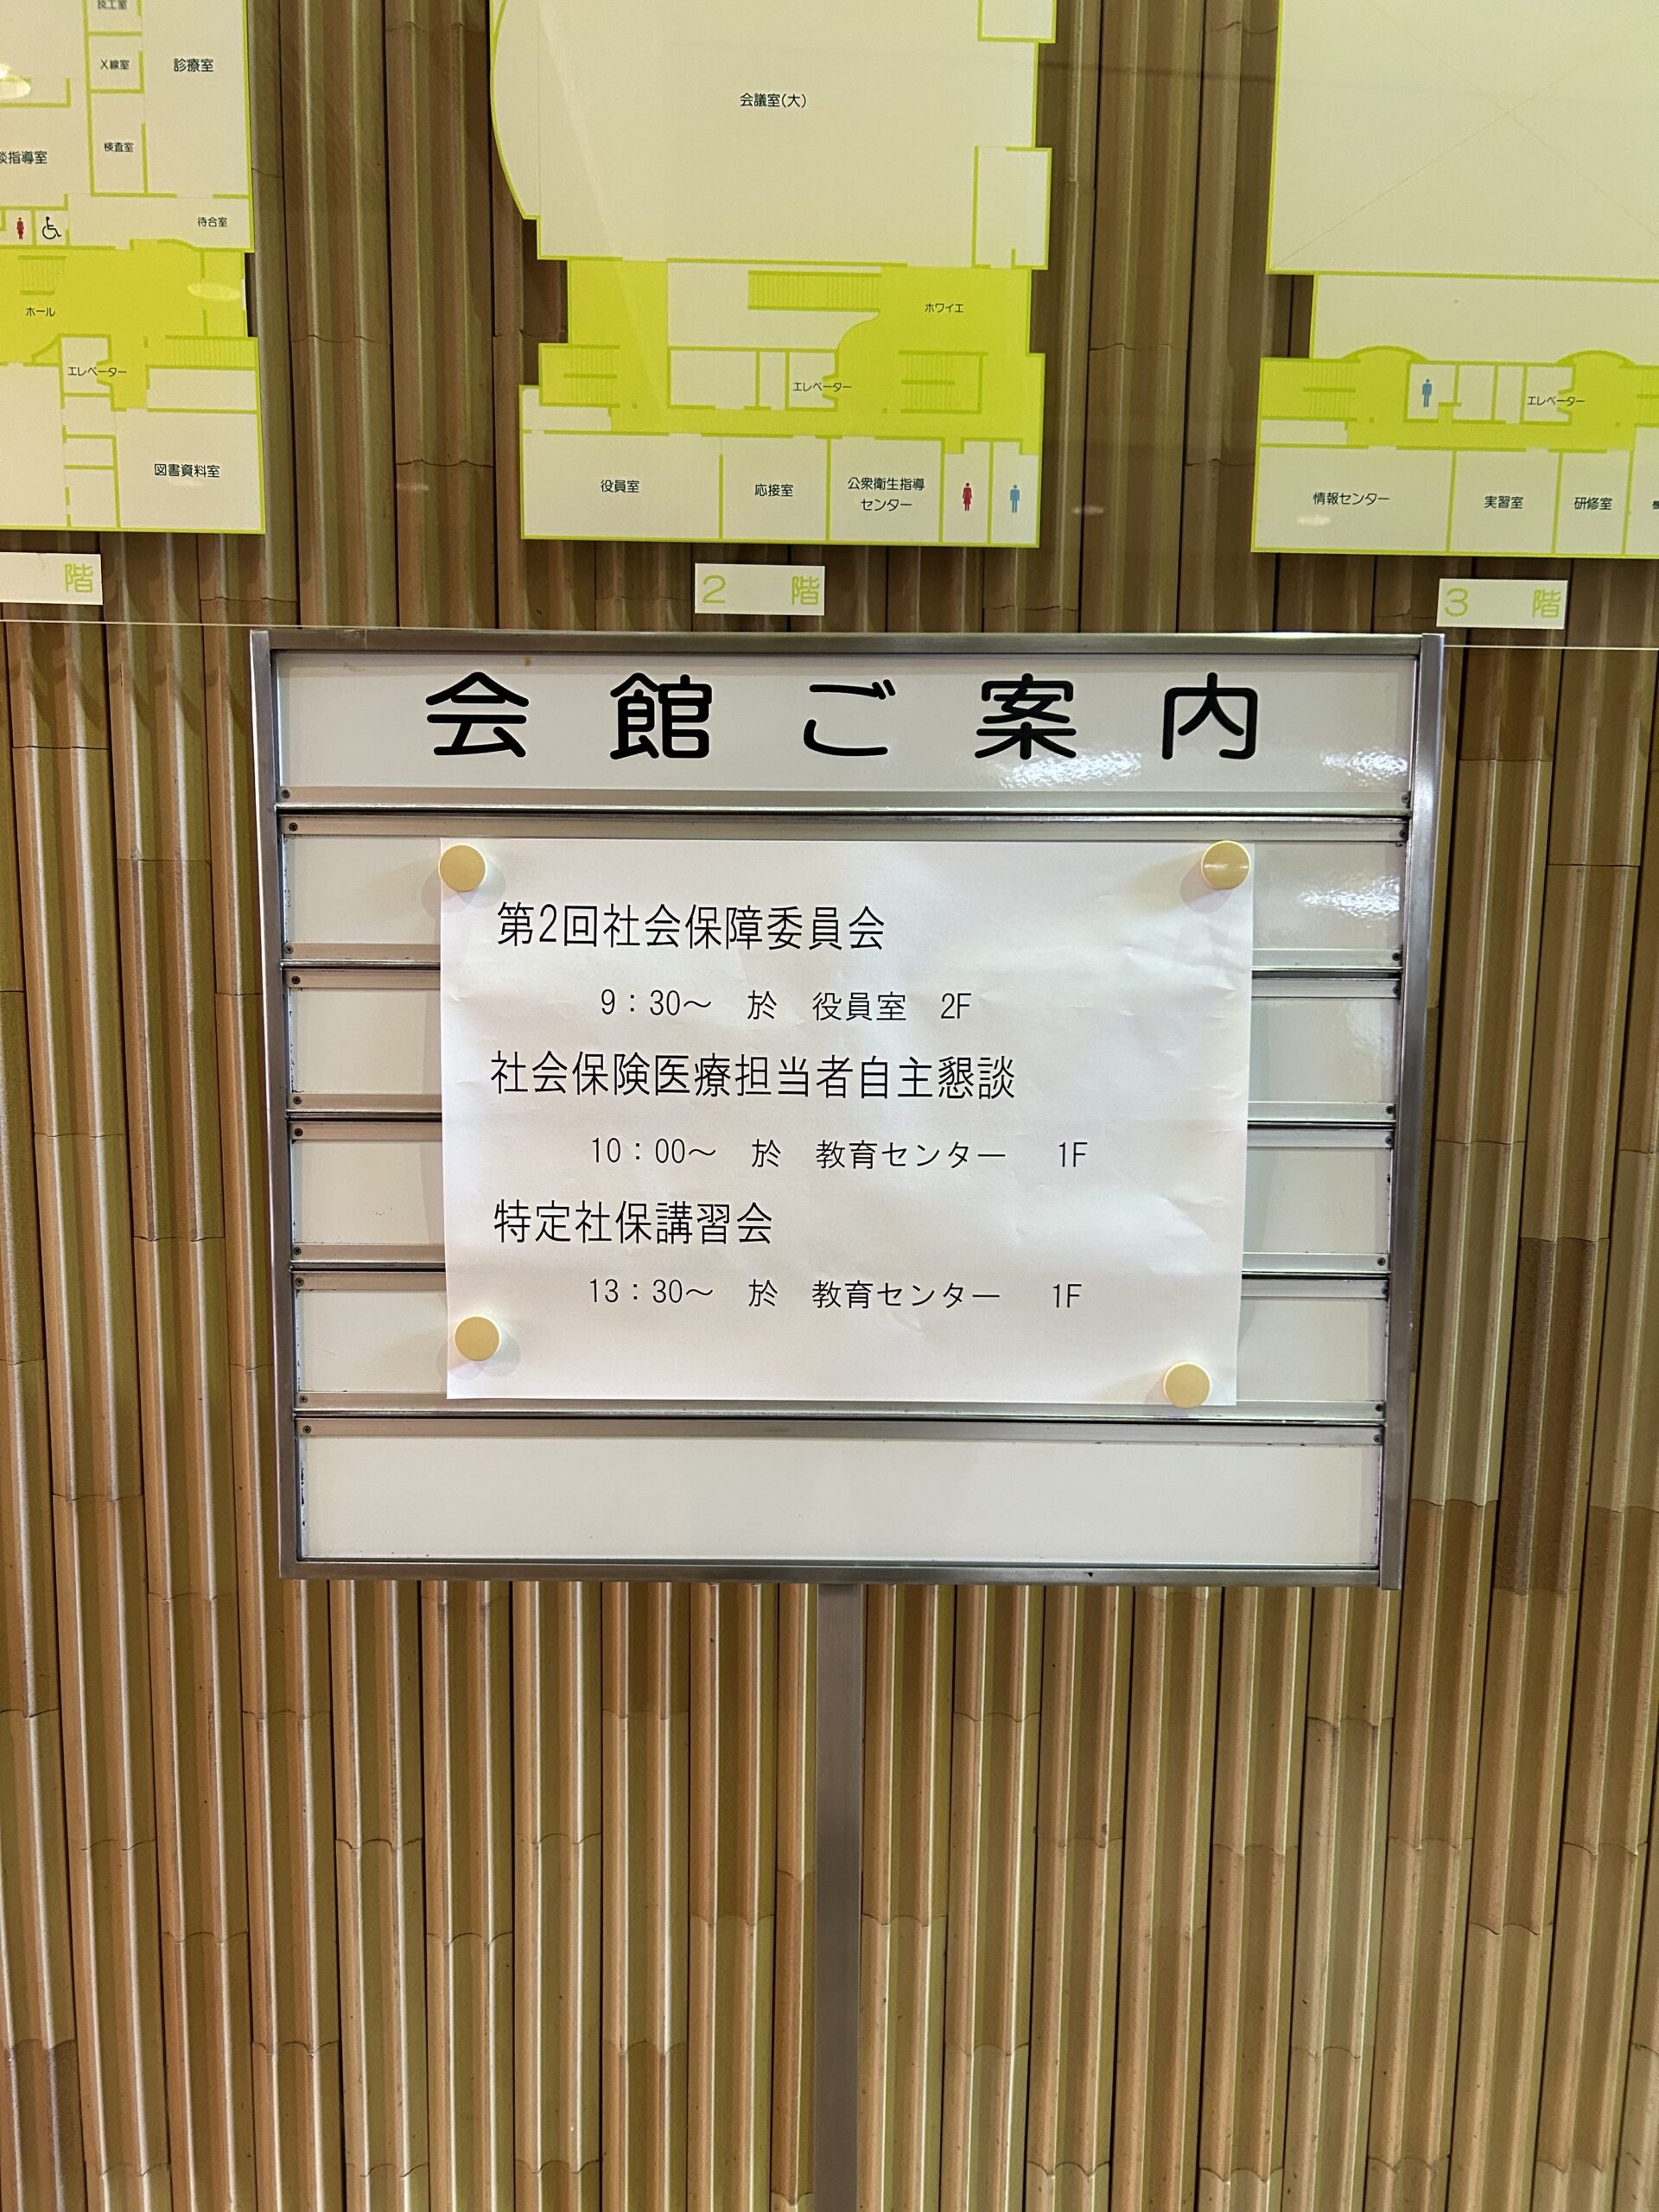 技工室
X線室
診療室
検査室
談指導室
待合室
ホール
エレベーター
図書資料室
階
会議室(大)
ホワイエ
エレベーター
役員室
応接室
公衆衛生指導
センター
2 階
エレベーター
情報センター
実習室
研修室
3 階
会館ご案内
第2回社会保障委員会
9:30～ 於 役員室 2F
社会保険医療担当者自主懇談
10:00～ 於 教育センター 1F
特定社保講習会
13:30～ 於 教育センター 1F